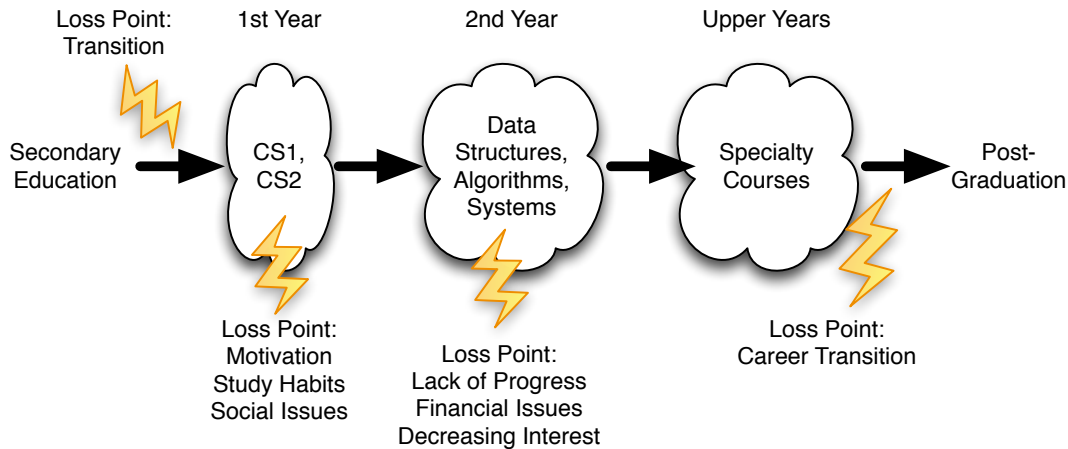 Loss Point:
Transition
1st Year
2nd Year
Upper Years
Secondary
Education
CS1,
CS2
Data
Structures,
Algorithms,
Systems
Specialty
Courses
Post-
Graduation
Loss Point:
Motivation
Study Habits
Social Issues
Loss Point:
Lack of Progress
Financial Issues
Decreasing Interest
Loss Point:
Career Transition